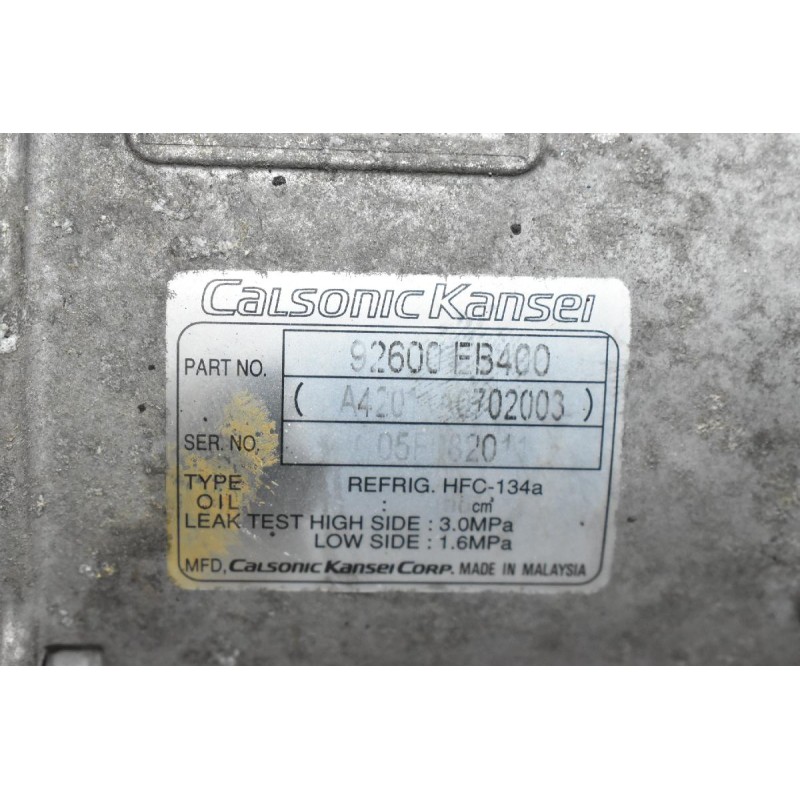 Calsonic Kansei
PART NO. 92600 EB400
( )
SER. NO.
TYPE REFRIG. HFC-134a
OIL : cm³
LEAK TEST HIGH SIDE : 3.0MPa
LOW SIDE : 1.6MPa
MFD, CALSONIC KANSEI CORP. MADE IN MALAYSIA